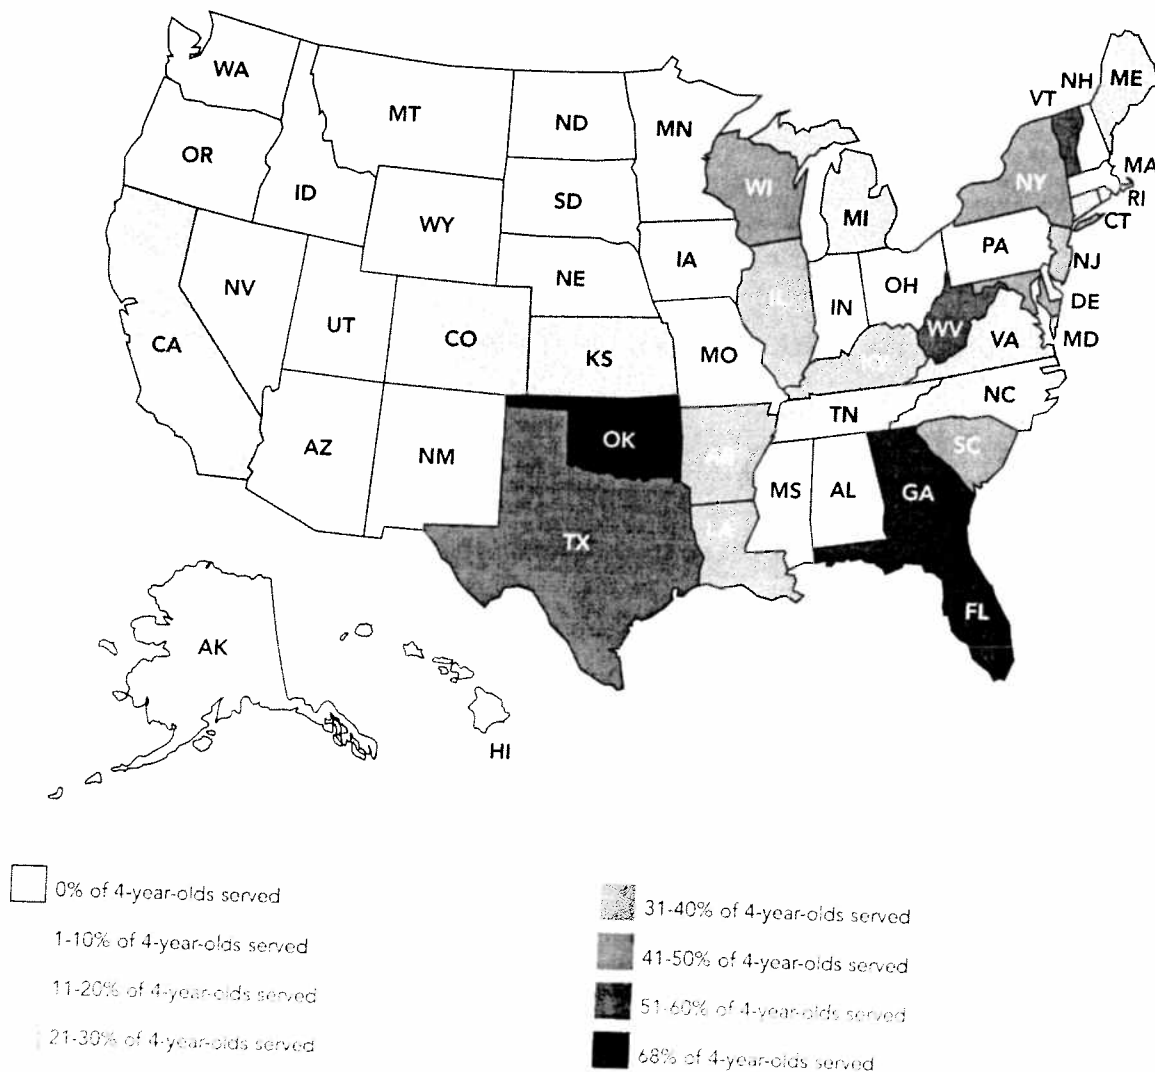 WA
MT
ND
MN
VT
NH
ME
OR
ID
WY
SD
WI
MI
NY
MA
RI
CT
NV
UT
CO
NE
IA
IL
IN
OH
PA
NJ
DE
MD
CA
KS
MO
WV
VA
AZ
NM
OK
TN
NC
SC
TX
LA
MS
AL
GA
FL
AK
HI
0% of 4-year-olds served
1-10% of 4-year-olds served
11-20% of 4-year-olds served
21-30% of 4-year-olds served
31-40% of 4-year-olds served
41-50% of 4-year-olds served
51-60% of 4-year-olds served
68% of 4-year-olds served